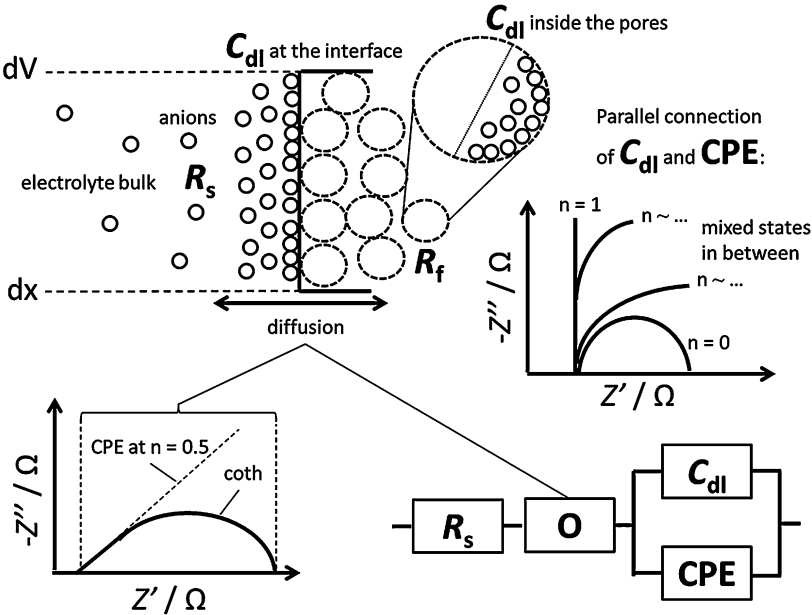 C_dl inside the pores
C_dl at the interface
dV
anions
electrolyte bulk
R_s
R_f
dx
diffusion
Parallel connection
of C_dl and CPE:
n = 1
n ~ ...
mixed states
in between
n ~ ...
n = 0
-Z'' / Ω
Z' / Ω
CPE at n = 0.5
coth
-Z'' / Ω
Z' / Ω
R_s
O
C_dl
CPE